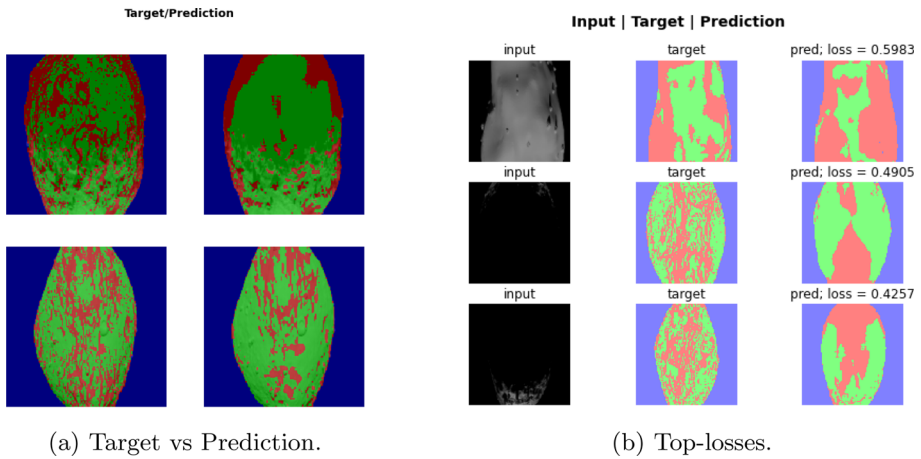 Target/Prediction
Input | Target | Prediction
input target pred; loss = 0.5983
input target pred; loss = 0.4905
input target pred; loss = 0.4257
(a) Target vs Prediction.
(b) Top-losses.